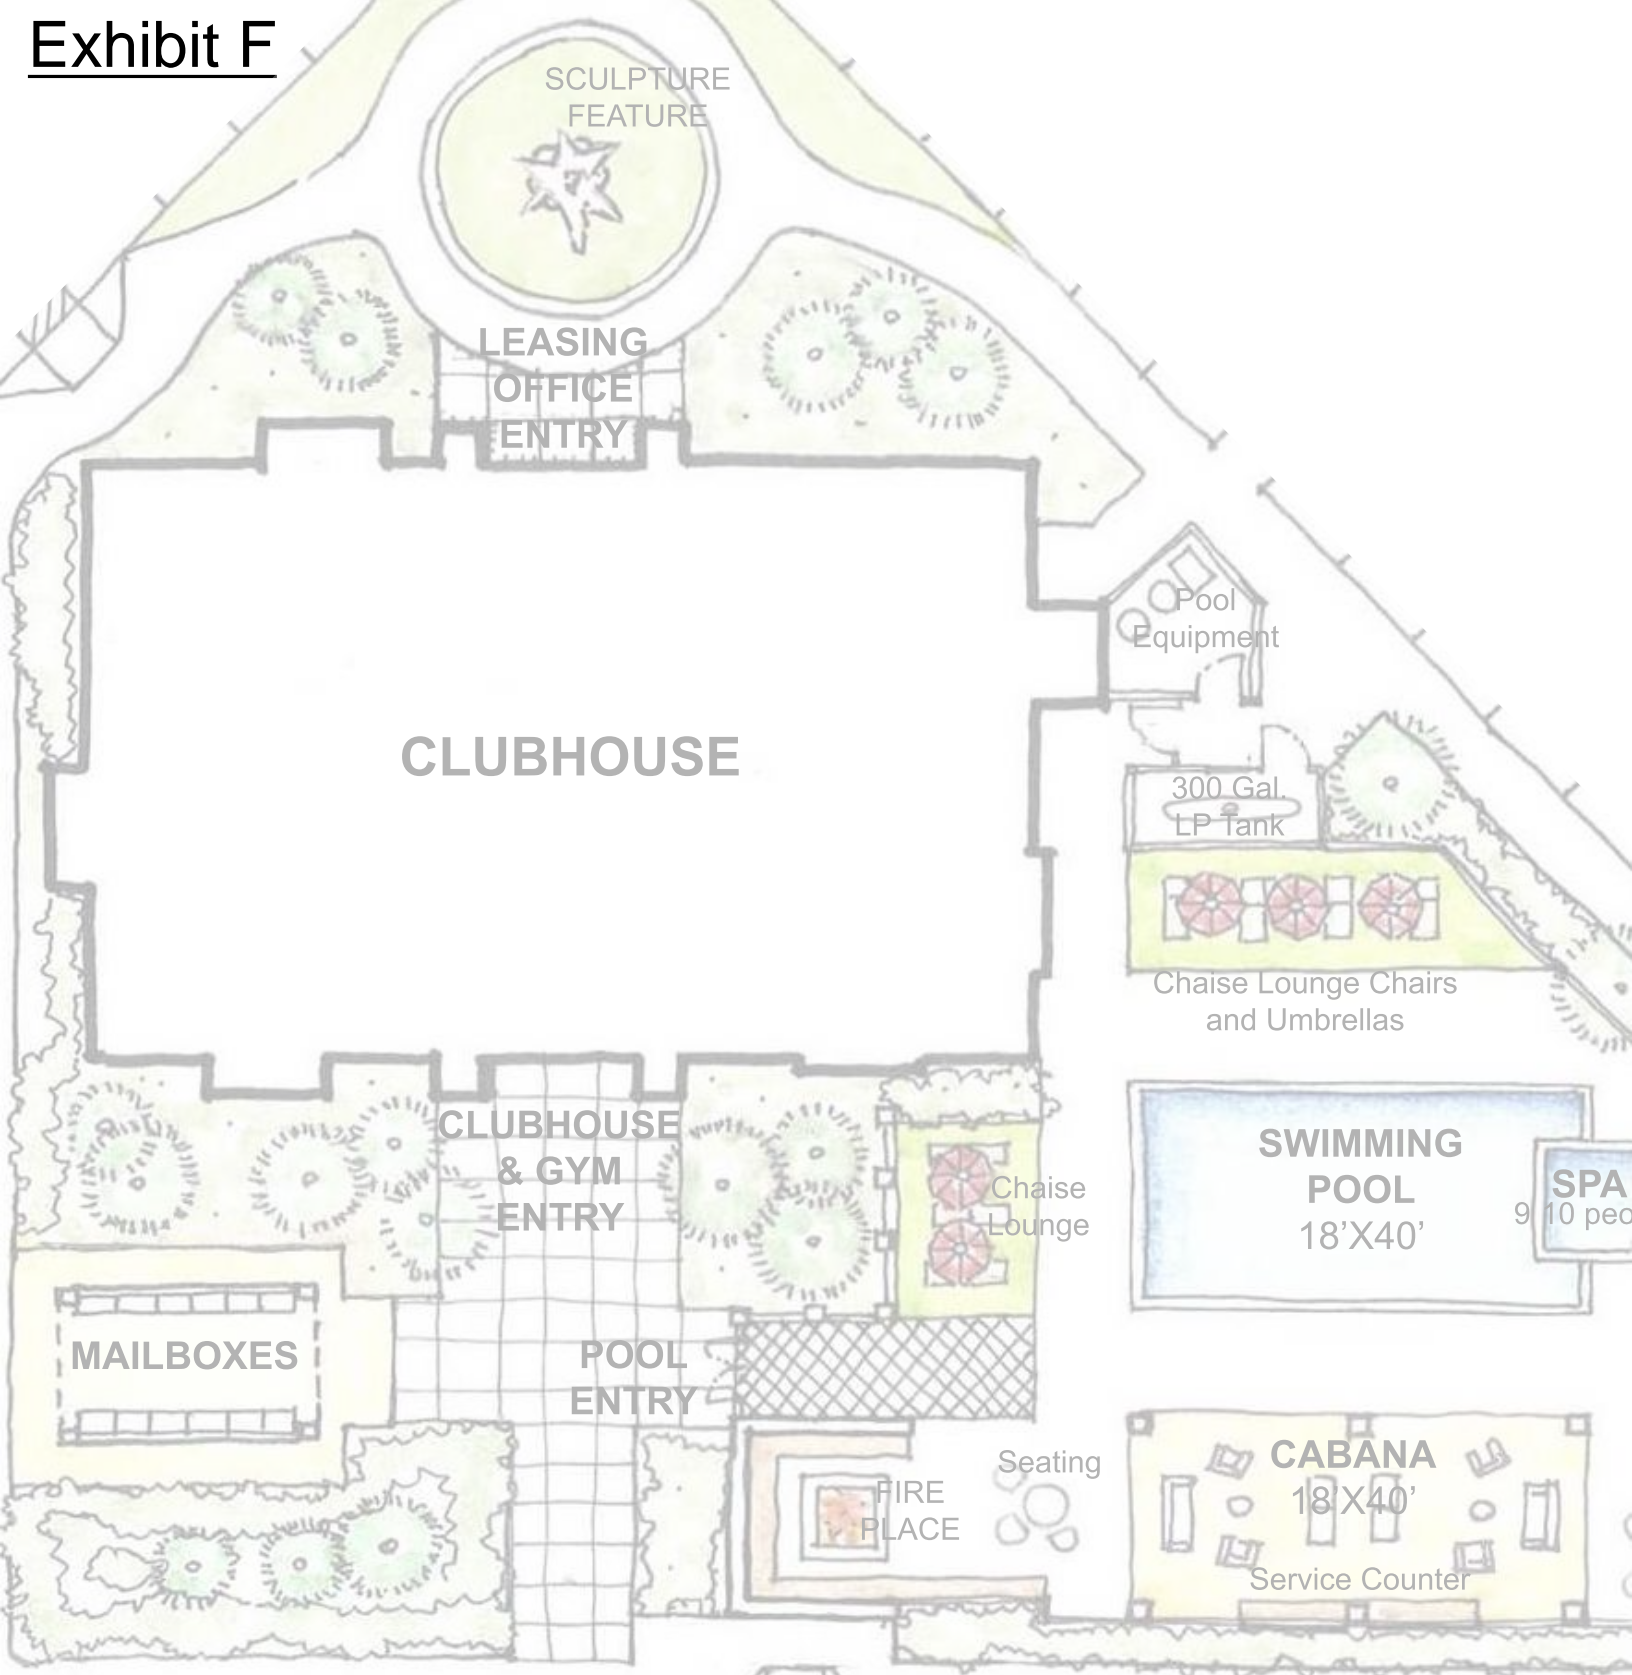 Exhibit F
SCULPTURE
FEATURE
LEASING
OFFICE
ENTRY
Pool
Equipment
CLUBHOUSE
300 Gal.
LP Tank
Chaise Lounge Chairs
and Umbrellas
CLUBHOUSE
& GYM
ENTRY
Chaise
Lounge
SWIMMING
POOL
18’X40’
SPA
MAILBOXES
POOL
ENTRY
Seating
FIRE
PLACE
CABANA
18’X40’
Service Counter